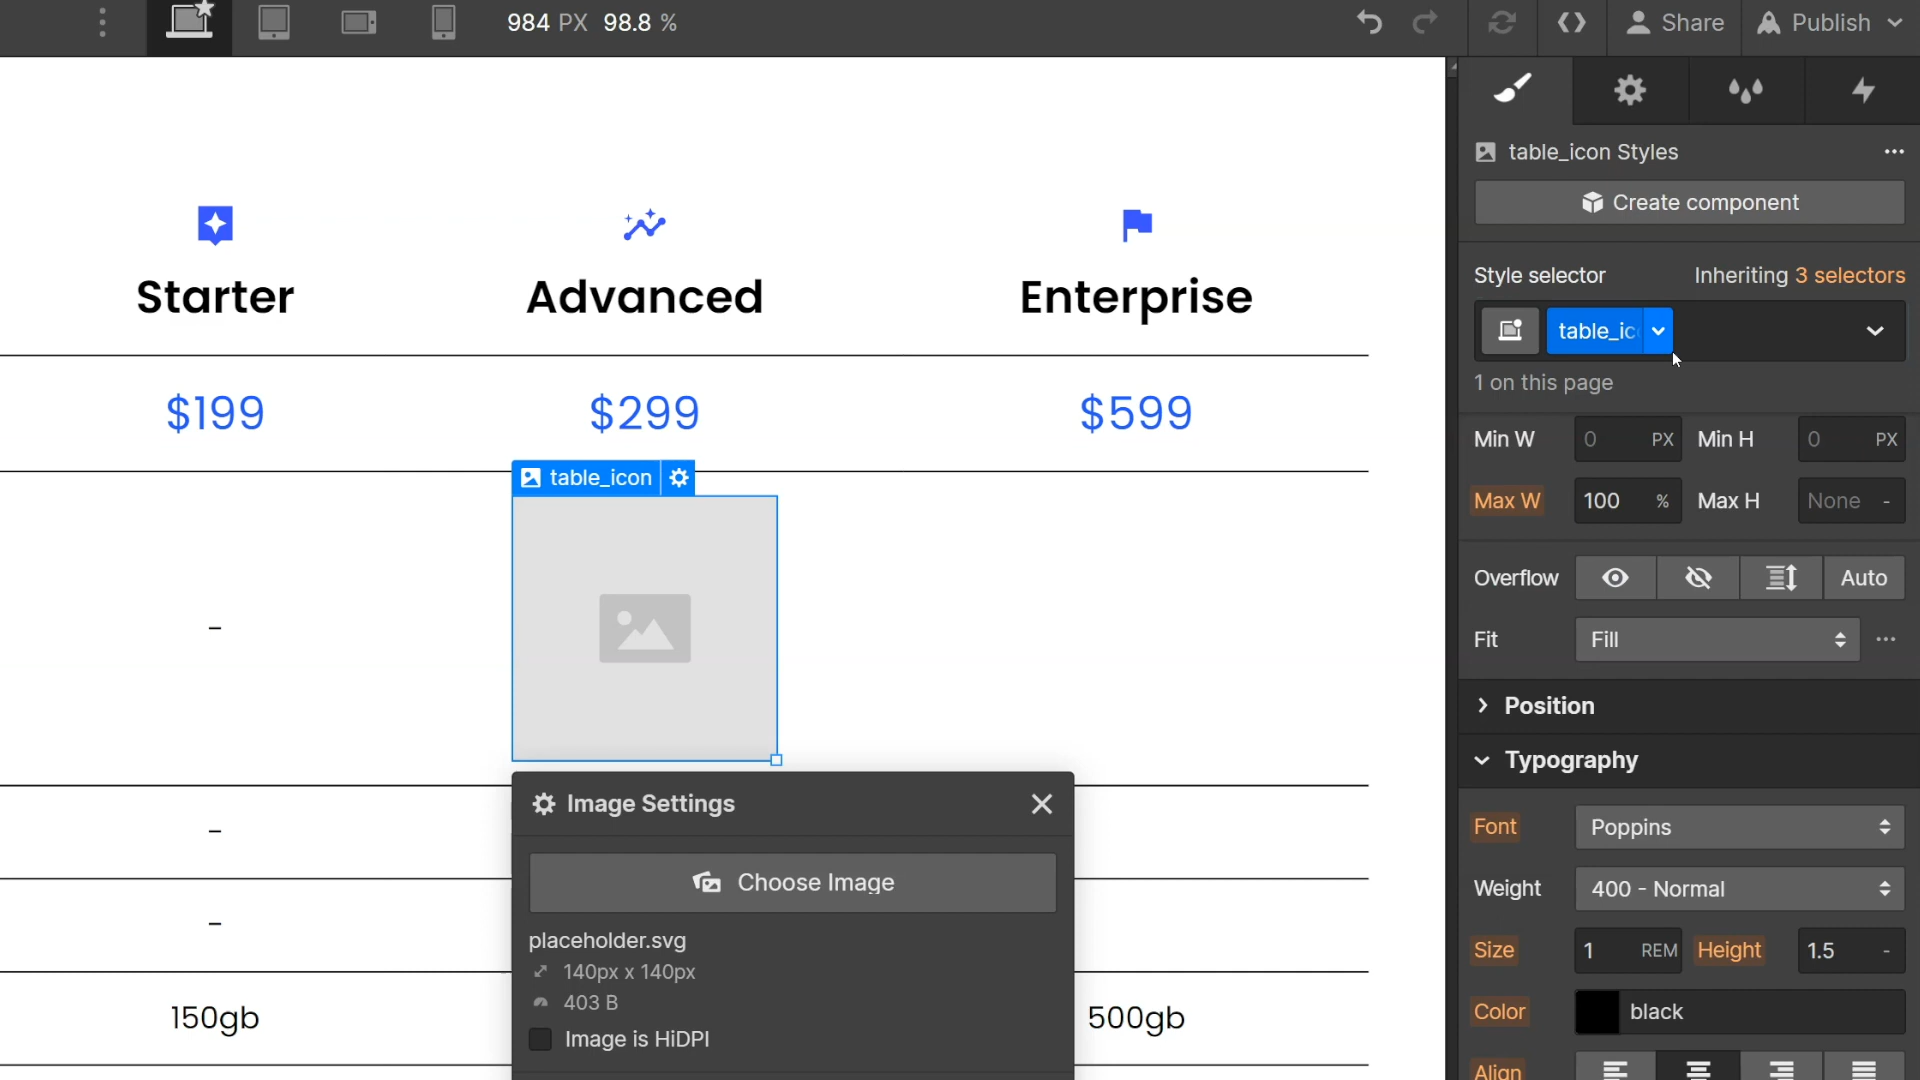 984 PX 98.8 %
Share
Publish
table_icon Styles
Create component
Style selector
Inheriting 3 selectors
table_ic
1 on this page
Min W 0 PX Min H 0 PX
Max W 100 % Max H None -
Overflow Auto
Fit Fill
Position
Typography
Font Poppins
Weight 400 - Normal
Size 1 REM Height 1.5 -
Color black
Align
Starter Advanced Enterprise
$199 $299 $599
table_icon
-
-
-
150gb 500gb
Image Settings
Choose Image
placeholder.svg
140px x 140px
403 B
Image is HiDPI